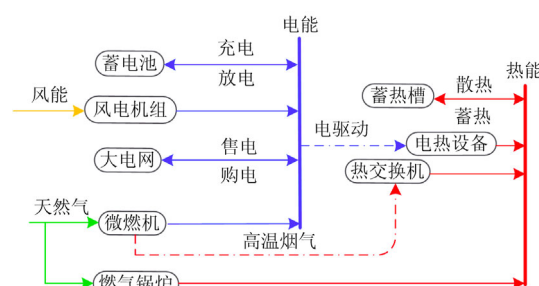 电能
充电
蓄电池
放电
热能
风能
风电机组
蓄热槽
散热
蓄热
售电
电驱动
大电网
电热设备
购电
热交换机
天然气
微燃机
高温烟气
燃气锅炉